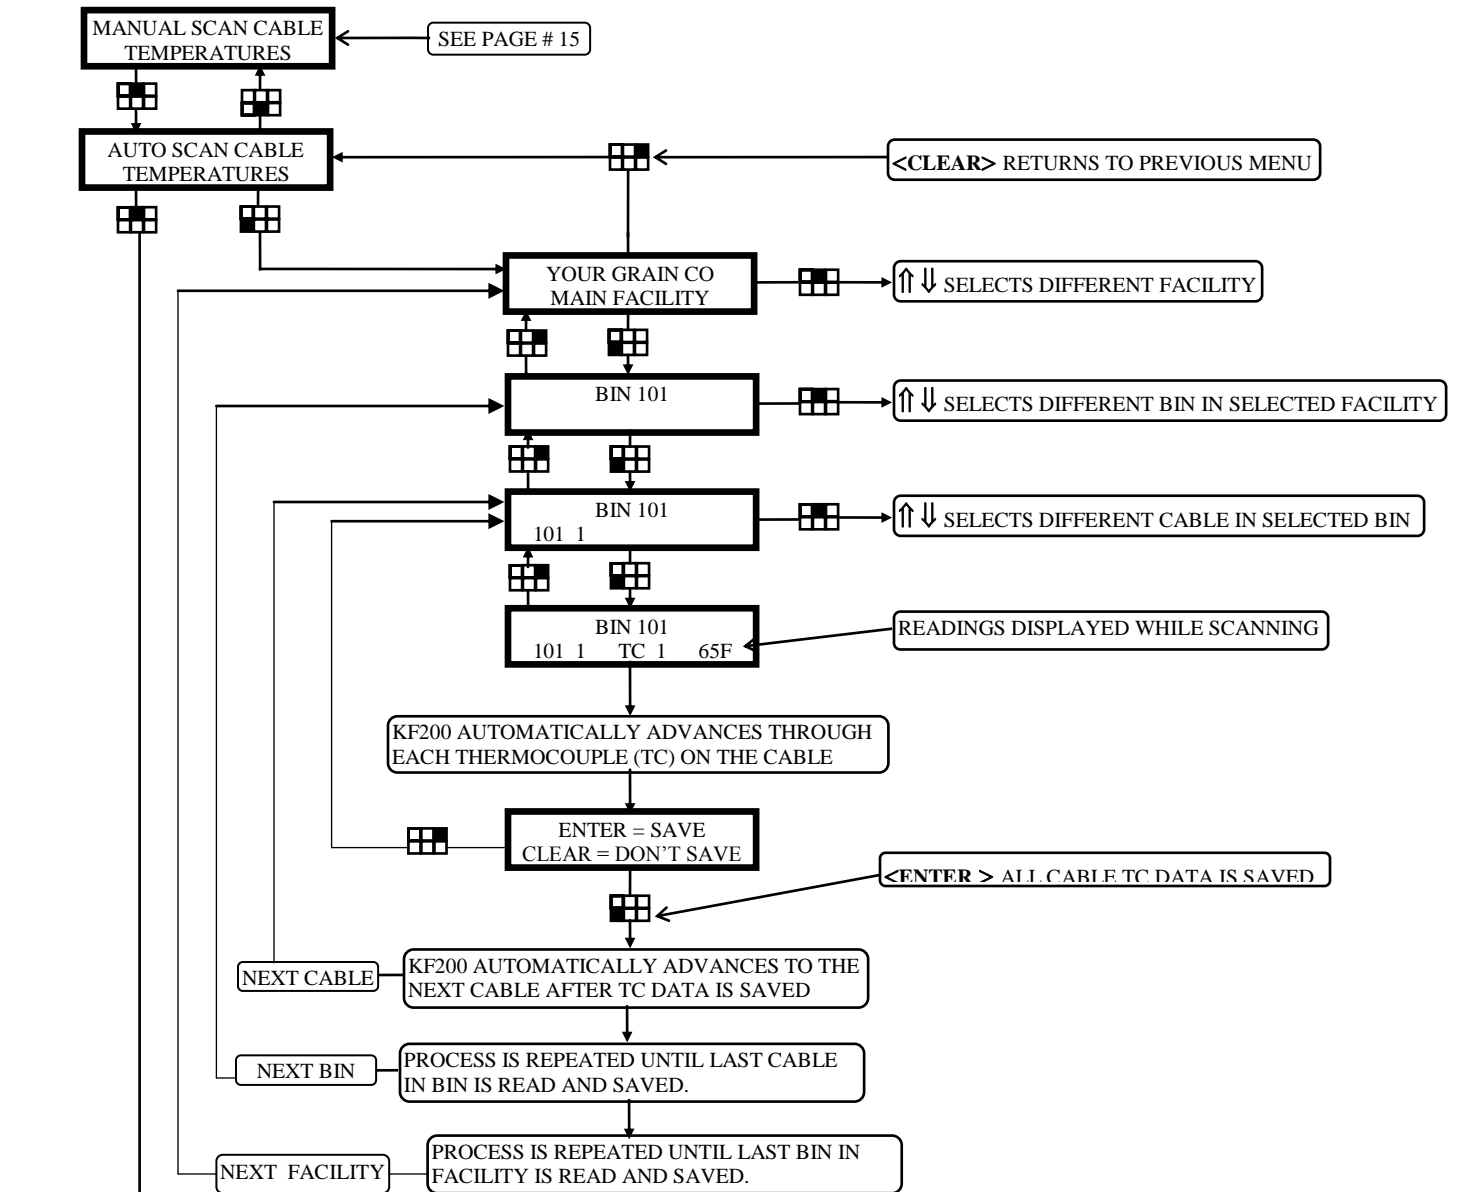 MANUAL SCAN CABLE
TEMPERATURES
SEE PAGE # 15
AUTO SCAN CABLE
TEMPERATURES
<CLEAR> RETURNS TO PREVIOUS MENU
YOUR GRAIN CO
MAIN FACILITY
⇑ ⇓ SELECTS DIFFERENT FACILITY
BIN 101
⇑ ⇓ SELECTS DIFFERENT BIN IN SELECTED FACILITY
BIN 101
101 1
⇑ ⇓ SELECTS DIFFERENT CABLE IN SELECTED BIN
BIN 101
101 1 TC 1 65F
READINGS DISPLAYED WHILE SCANNING
KF200 AUTOMATICALLY ADVANCES THROUGH
EACH THERMOCOUPLE (TC) ON THE CABLE
ENTER = SAVE
CLEAR = DON'T SAVE
<ENTER > ALL CABLE TC DATA IS SAVED
NEXT CABLE
KF200 AUTOMATICALLY ADVANCES TO THE
NEXT CABLE AFTER TC DATA IS SAVED
NEXT BIN
PROCESS IS REPEATED UNTIL LAST CABLE
IN BIN IS READ AND SAVED.
NEXT FACILITY
PROCESS IS REPEATED UNTIL LAST BIN IN
FACILITY IS READ AND SAVED.